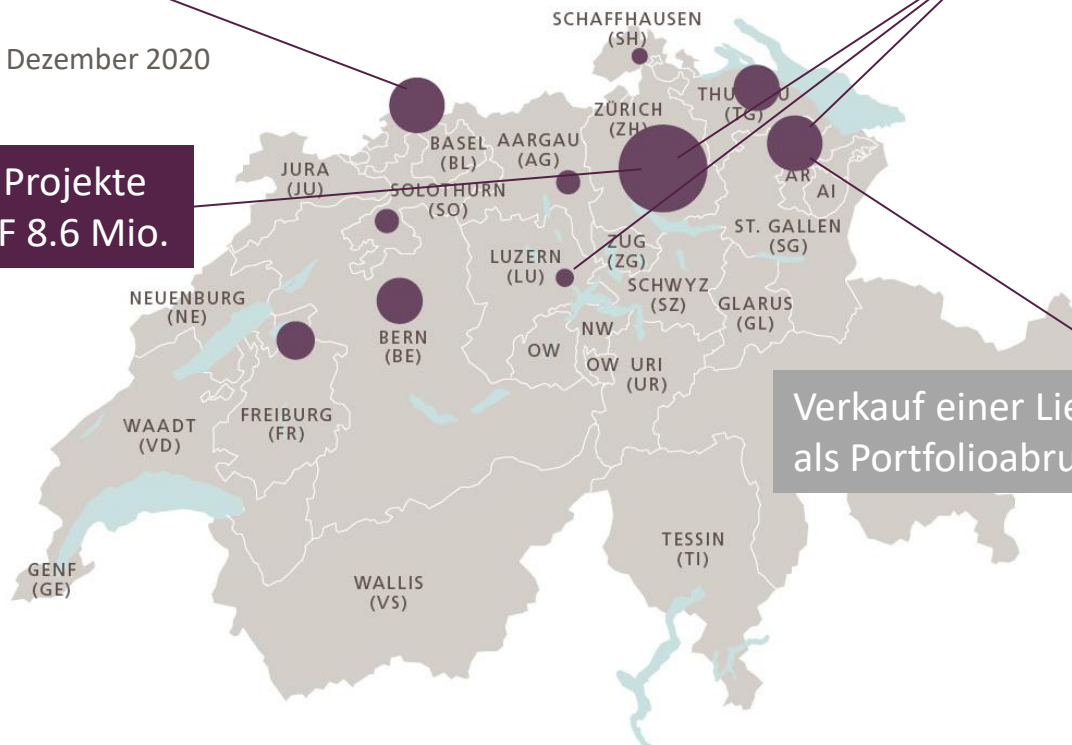 Dezember 2020
Projekte
F 8.6 Mio.
SCHAFFHAUSEN
(SH)
ZÜRICH
(ZH)
(TG)
BASEL
(BL)
AARGAU
(AG)
JURA
(JU)
SOLOTHURN
(SO)
AR
AI
ST. GALLEN
(SG)
LUZERN
(LU)
ZUG
(ZG)
SCHWYZ
(SZ)
GLARUS
(GL)
NEUENBURG
(NE)
BERN
(BE)
NW
OW
OW URI
(UR)
WAADT
(VD)
FREIBURG
(FR)
Verkauf einer
als
TESSIN
(TI)
GENF
(GE)
WALLIS
(VS)